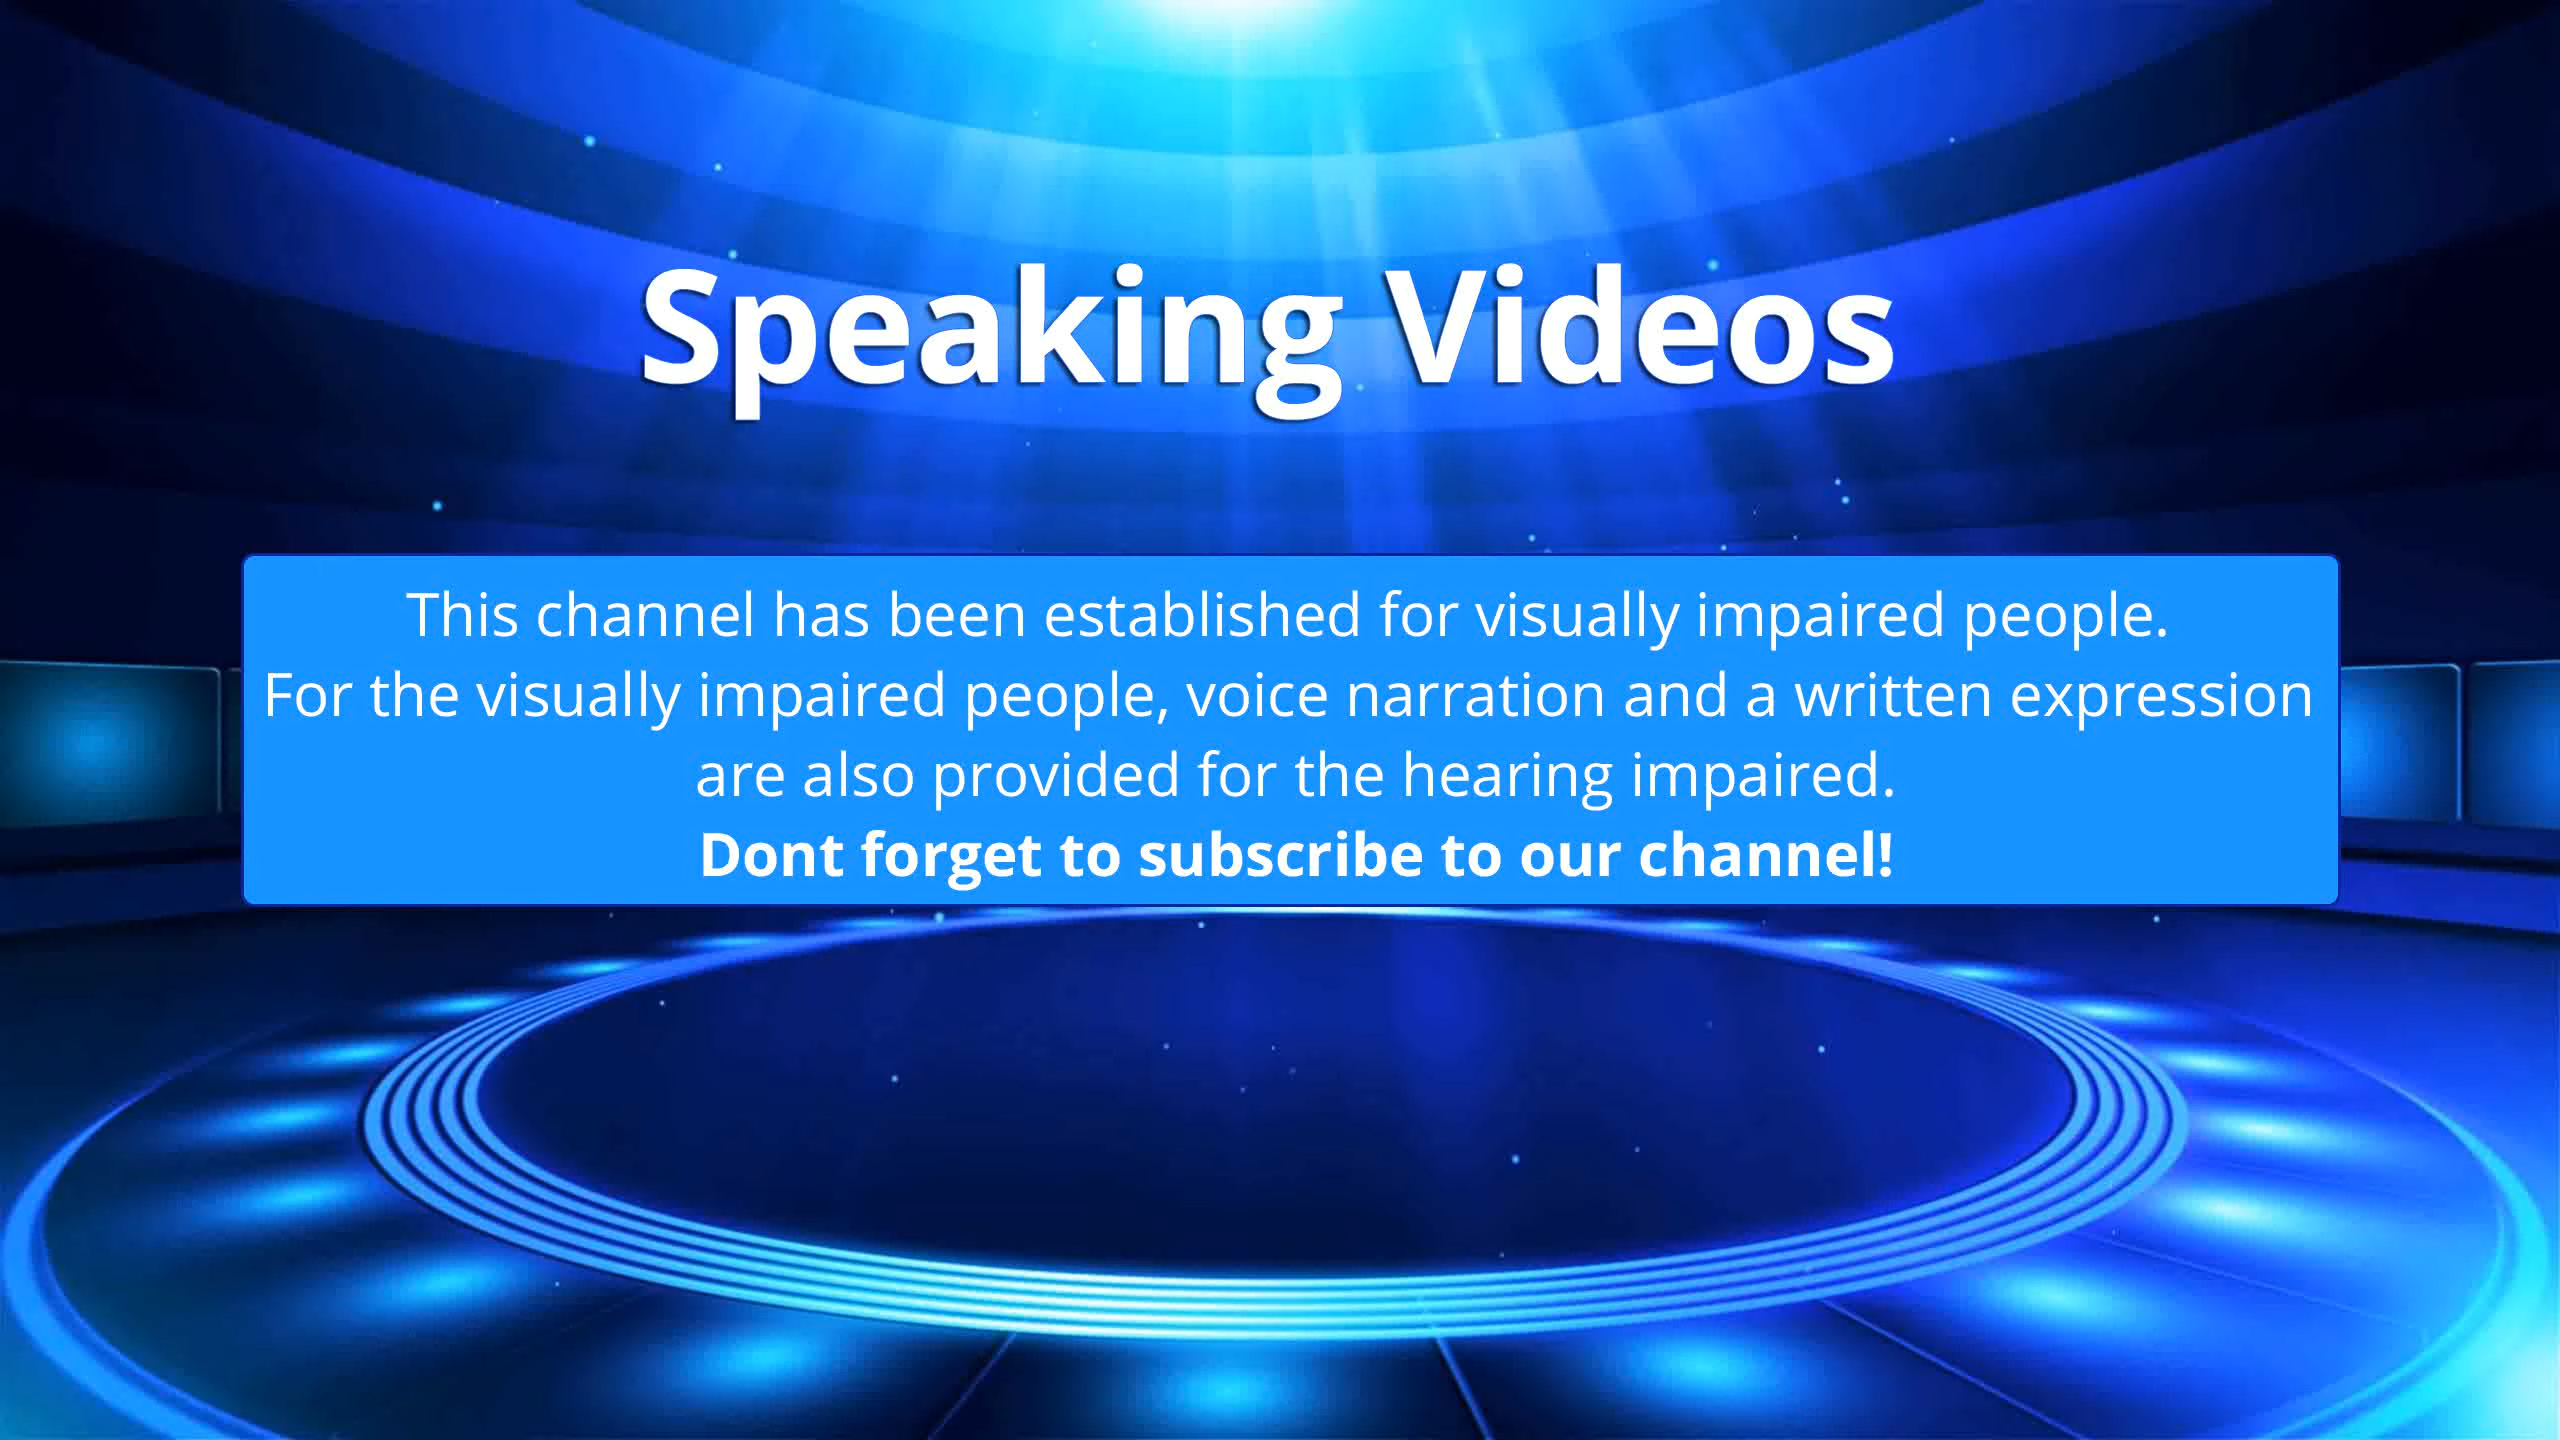 Speaking Videos
This channel has been established for visually impaired people.
For the visually impaired people, voice narration and a written expression
are also provided for the hearing impaired.
Dont forget to subscribe to our channel!